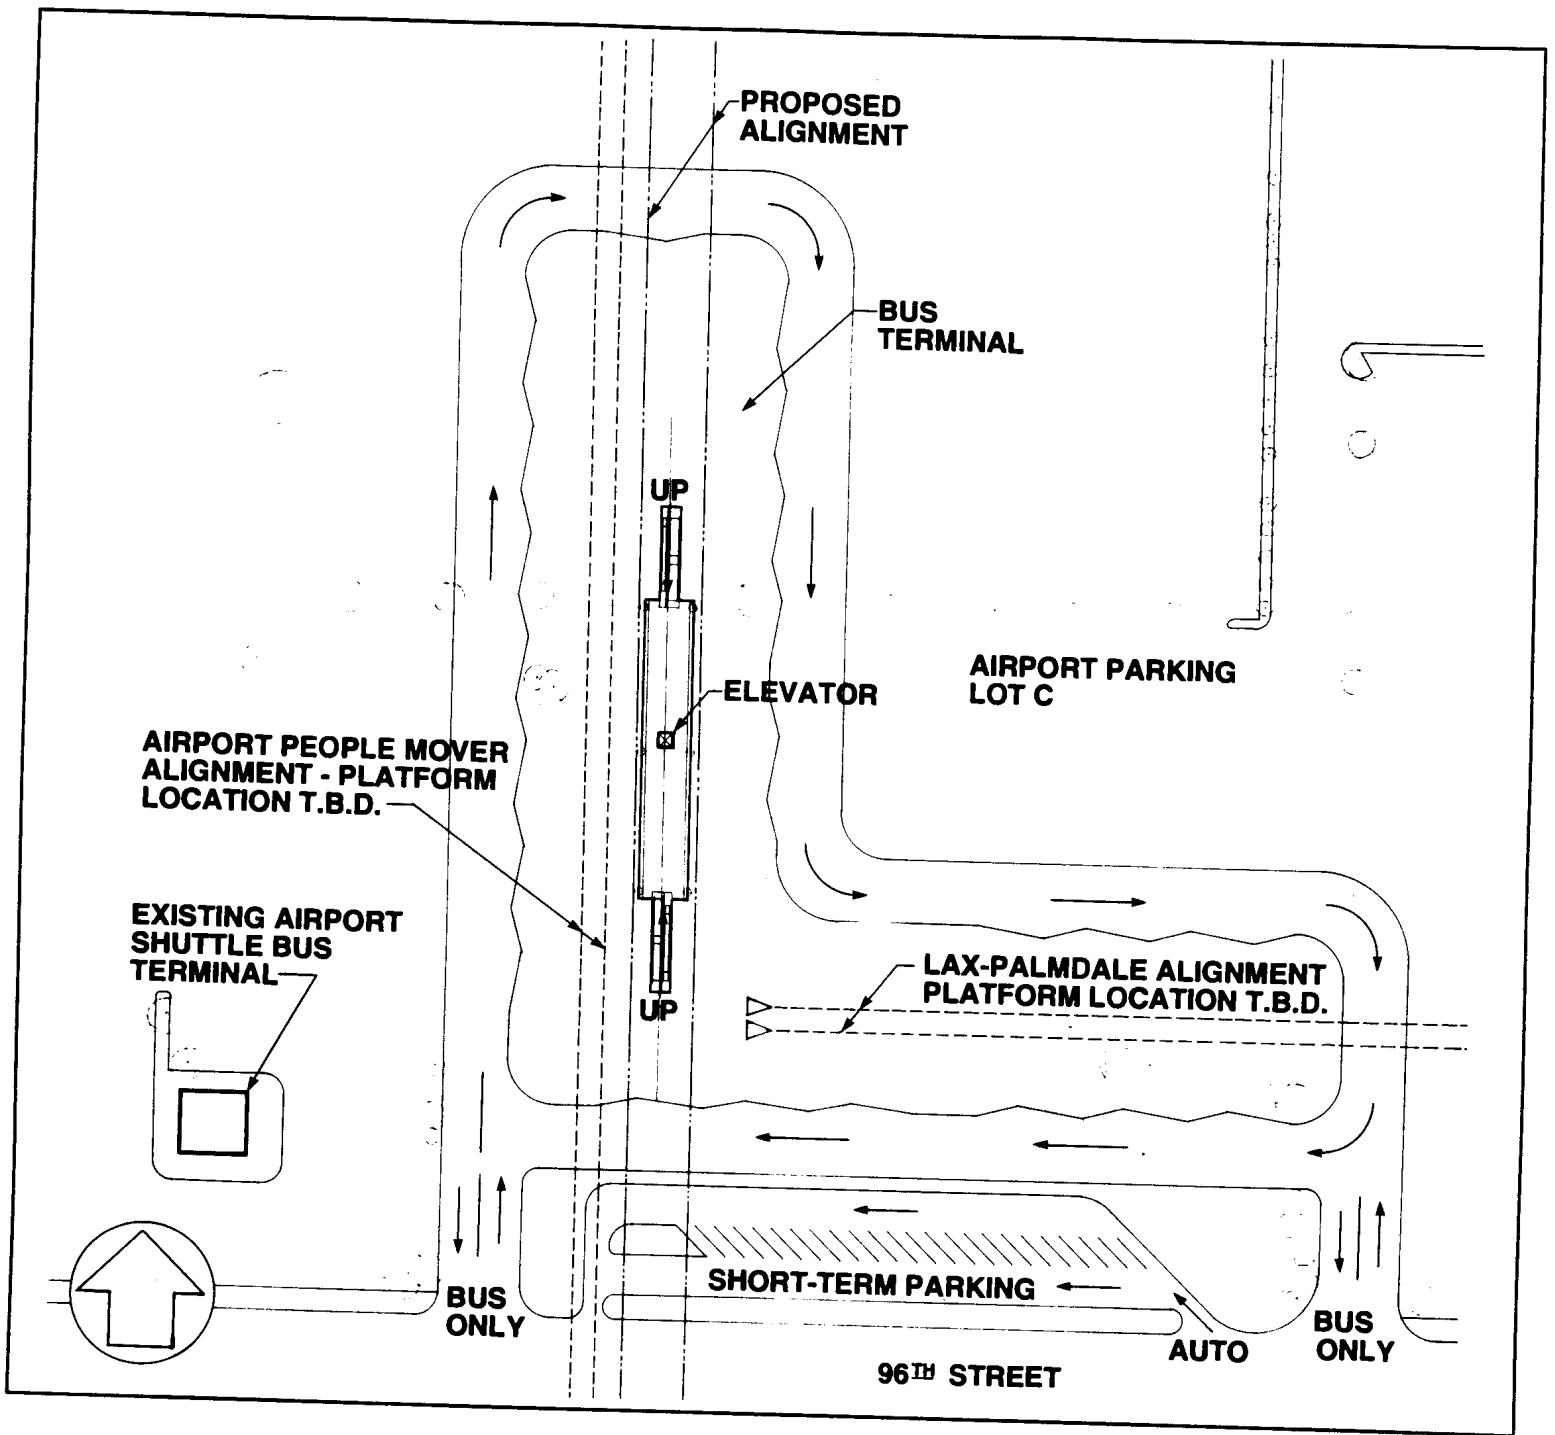 PROPOSED
ALIGNMENT
BUS
TERMINAL
UP
AIRPORT PARKING
LOT C
ELEVATOR
AIRPORT PEOPLE MOVER
ALIGNMENT - PLATFORM
LOCATION T.B.D.
EXISTING AIRPORT
SHUTTLE BUS
TERMINAL
LAX-PALMDALE ALIGNMENT
PLATFORM LOCATION T.B.D.
UP
SHORT-TERM PARKING
BUS
ONLY
AUTO
BUS
ONLY
96TH STREET